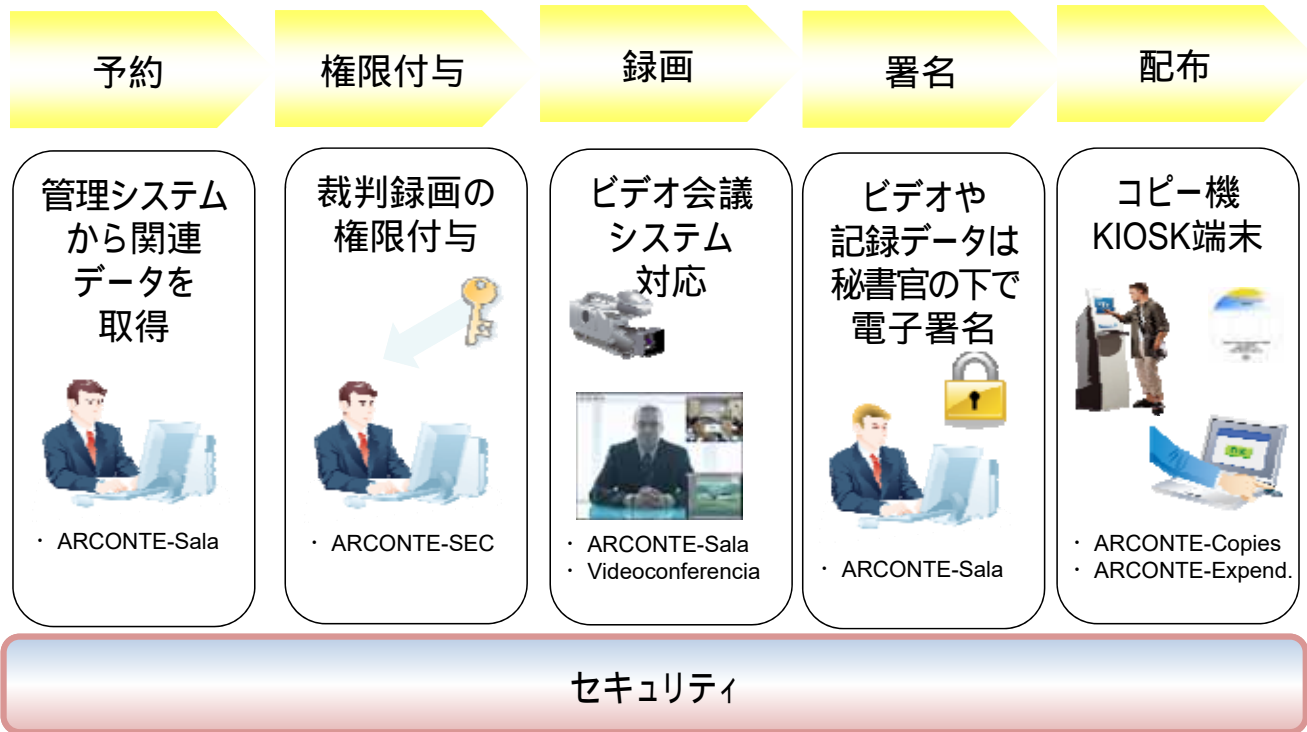 予約
権限付与
録画
署名
配布
管理システム
から関連
データを
取得
・ ARCONTE-Sala
裁判録画の
権限付与
・ ARCONTE-SEC
ビデオ会議
システム
対応
・ ARCONTE-Sala
・ Videoconferencia
ビデオや
記録データは
秘書官の下で
電子署名
・ ARCONTE-Sala
コピー機
KIOSK端末
・ ARCONTE-Copies
・ ARCONTE-Expend.
セキュリティ